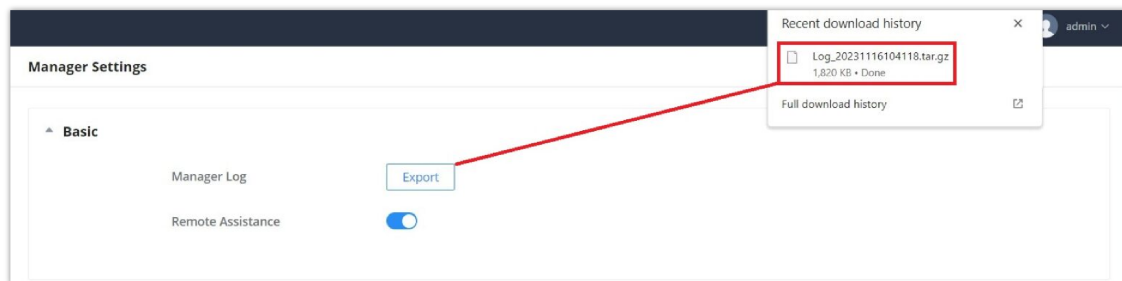 Recent download history
admin
Log_20231116104118.tar.gz
1,820 KB • Done
Full download history
Manager Settings
Basic
Manager Log
Export
Remote Assistance